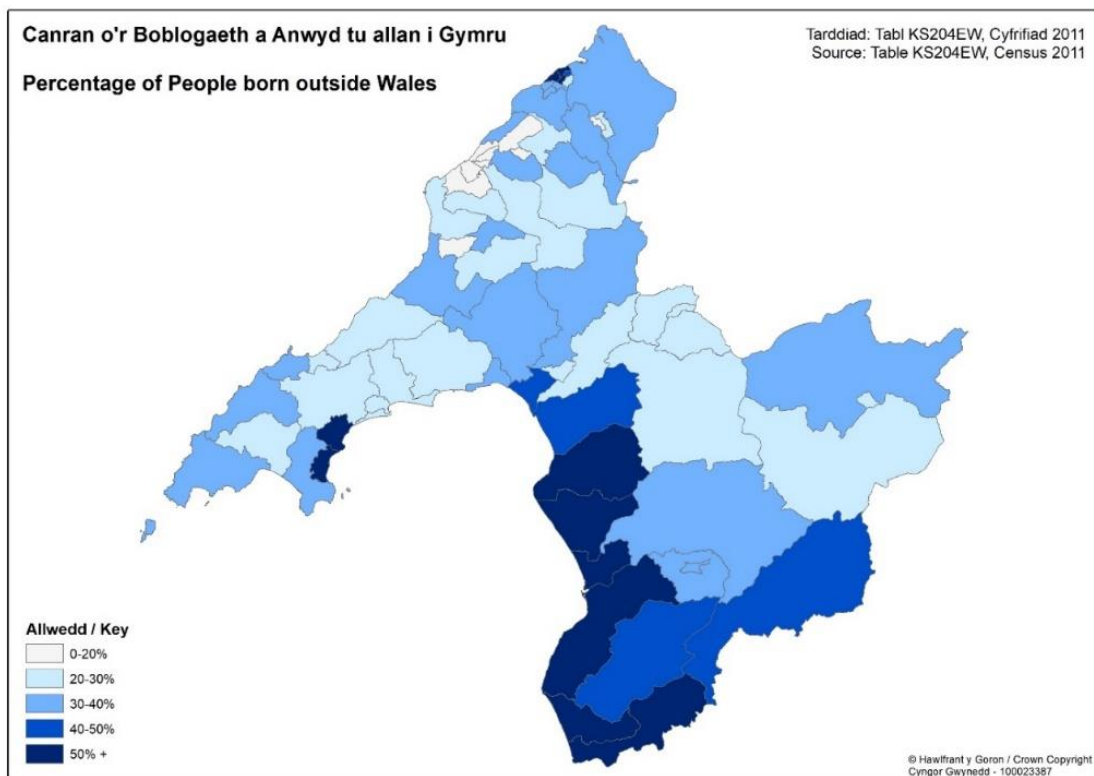 Canran o'r Boblogaeth a Anwyd tu allan i Gymru
Percentage of People born outside Wales
Tarddiad: Tabl KS204EW, Cyfrifiad 2011
Source: Table KS204EW, Census 2011
Allwedd / Key
0-20%
20-30%
30-40%
40-50%
50% +
© Hawlfraint y Goron / Crown Copyright
Cyngor Gwynedd - 100023387